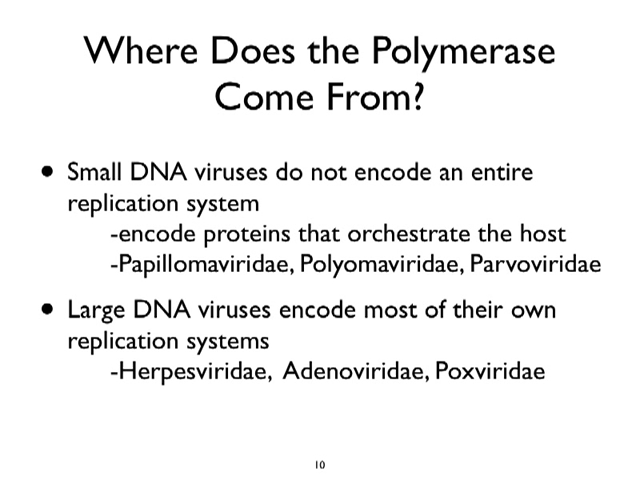 Where Does the Polymerase
Come From?
• Small DNA viruses do not encode an entire
replication system
-encode proteins that orchestrate the host
-Papillomaviridae, Polyomaviridae, Parvoviridae
• Large DNA viruses encode most of their own
replication systems
-Herpesviridae, Adenoviridae, Poxviridae
10